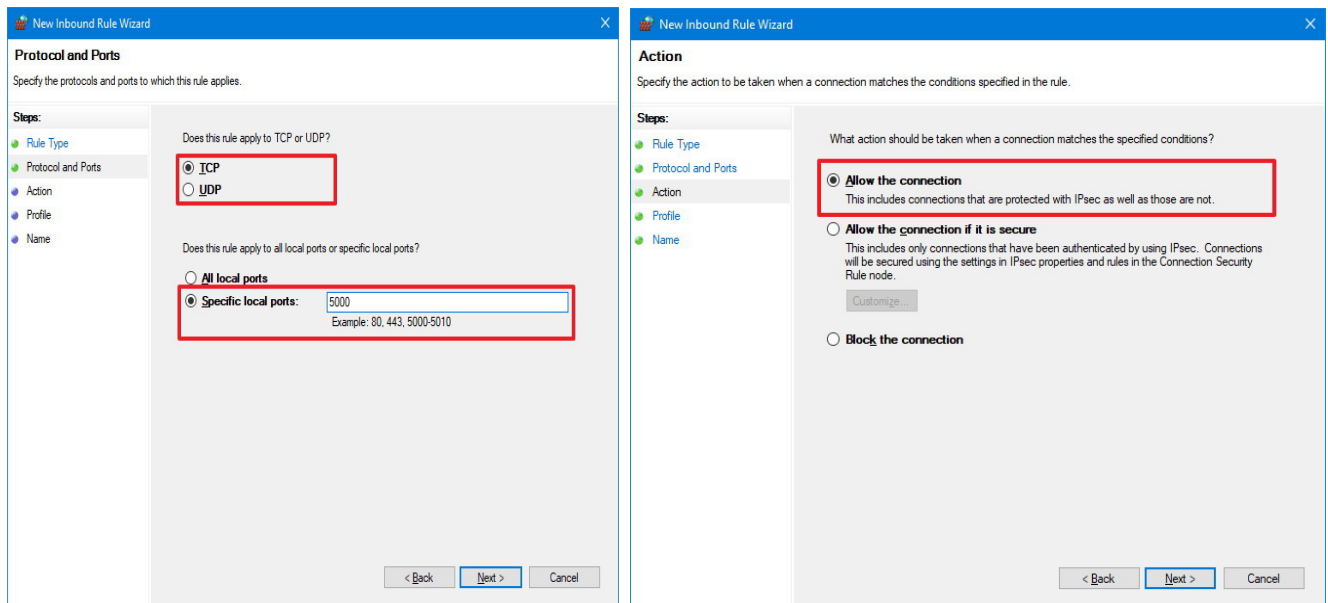 New Inbound Rule Wizard
Protocol and Ports
Specify the protocols and ports to which this rule applies.
Steps:
Rule Type
Protocol and Ports
Action
Profile
Name
Does this rule apply to TCP or UDP?
TCP
UDP
Does this rule apply to all local ports or specific local ports?
All local ports
Specific local ports: 5000
Example: 80, 443, 5000-5010
< Back Next > Cancel
New Inbound Rule Wizard
Action
Specify the action to be taken when a connection matches the conditions specified in the rule.
Steps:
Rule Type
Protocol and Ports
Action
Profile
Name
What action should be taken when a connection matches the specified conditions?
Allow the connection
This includes connections that are protected with IPsec as well as those are not.
Allow the connection if it is secure
This includes only connections that have been authenticated by using IPsec. Connections
will be secured using the settings in IPsec properties and rules in the Connection Security
Rule node.
Customize...
Block the connection
< Back Next > Cancel